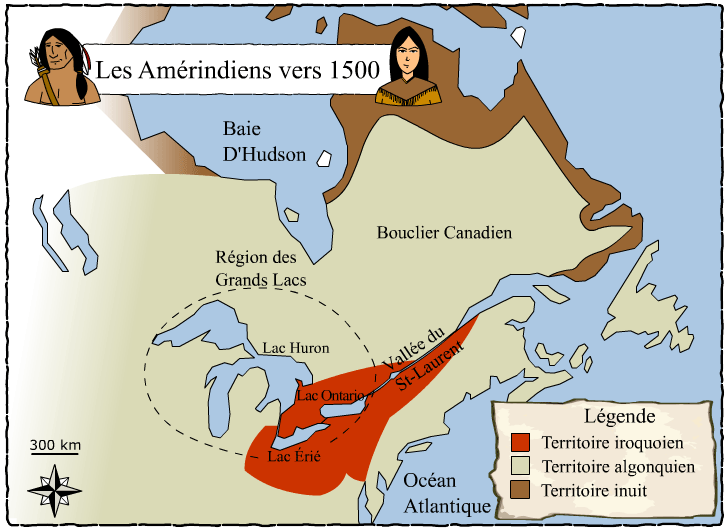 Les Amérindiens vers 1500
Baie
D'Hudson
Bouclier Canadien
Région des
Grands Lacs
Lac Huron
Vallée du
St-Laurent
Lac Ontario
Lac Érié
300 km
Océan
Atlantique
Légende
Territoire iroquoien
Territoire algonquien
Territoire inuit